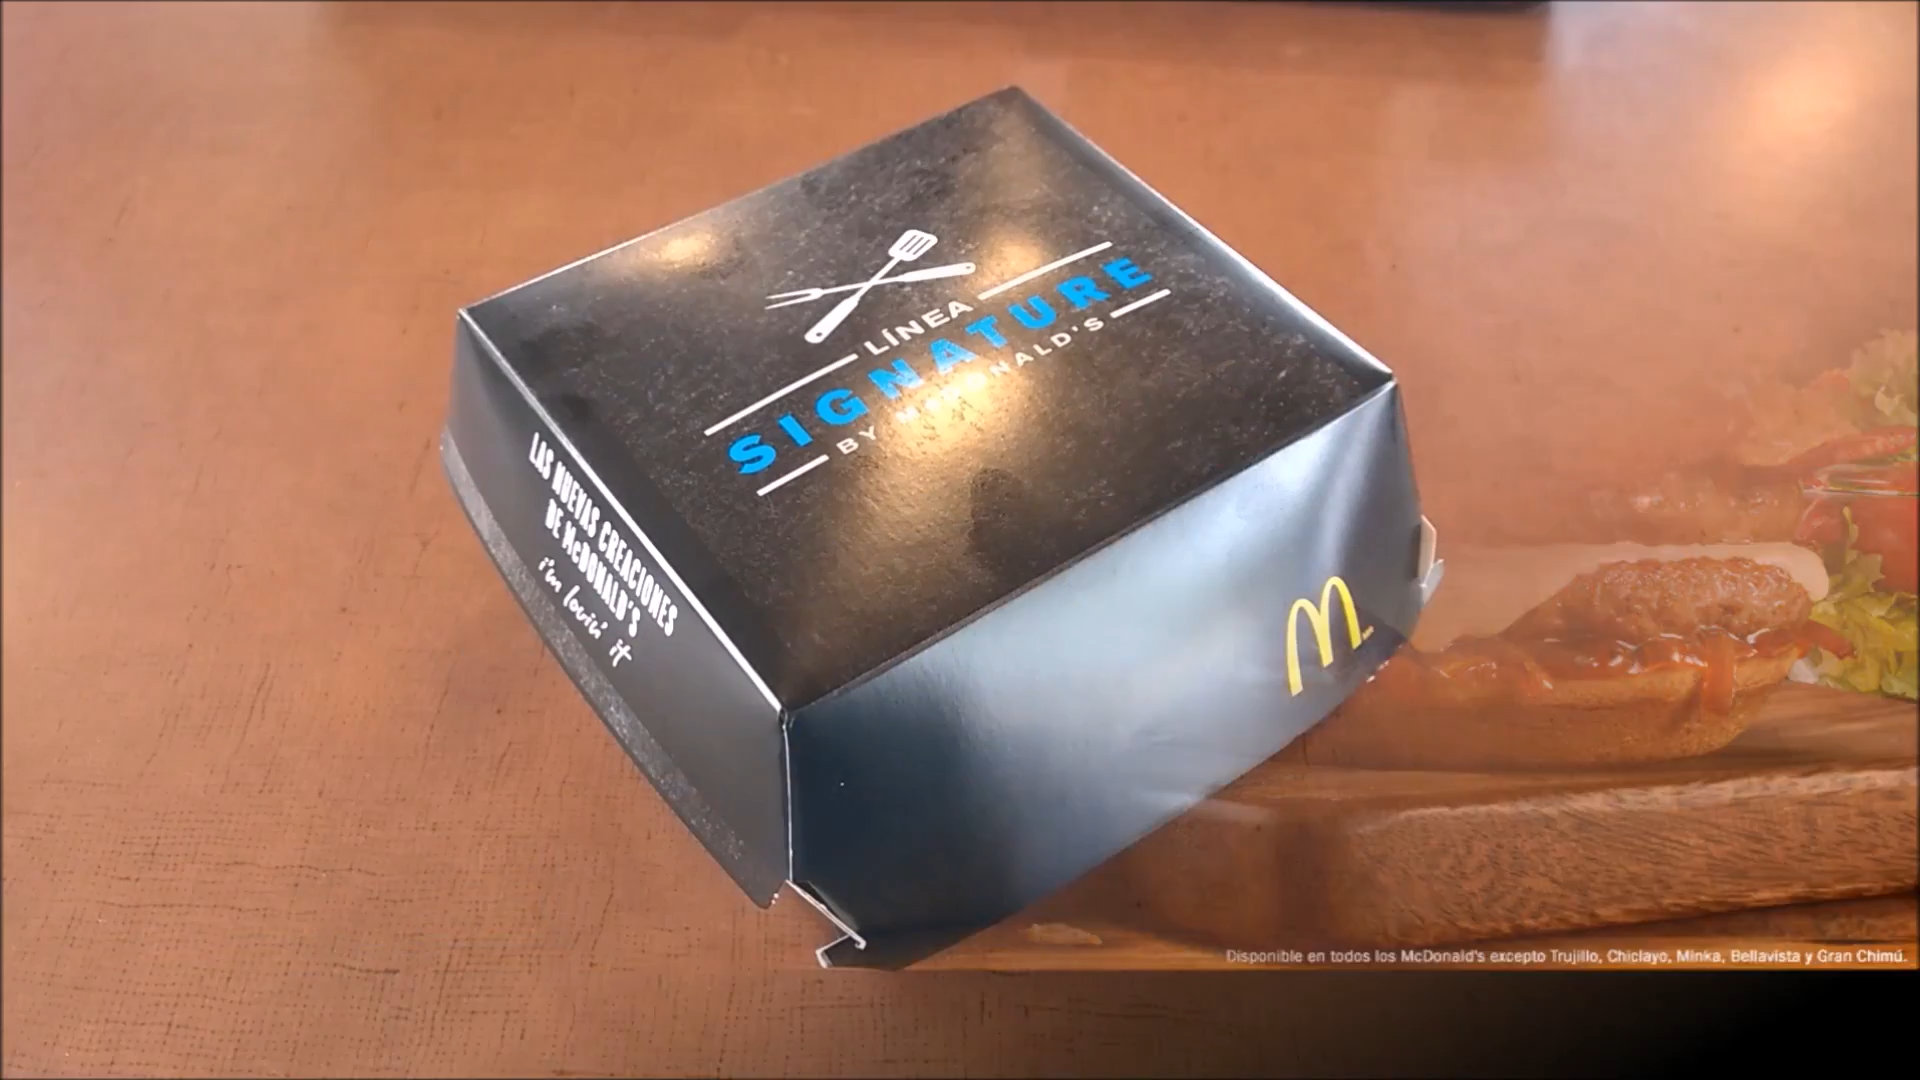 LÍNEA
SIGNATURE
BY McDONALD'S
LAS NUEVAS CREACIONES
DE McDONALD'S
i'm lovin' it
Disponible en todos los McDonald's excepto Trujillo, Chiclayo, Minka, Bellavista y Gran Chimú.